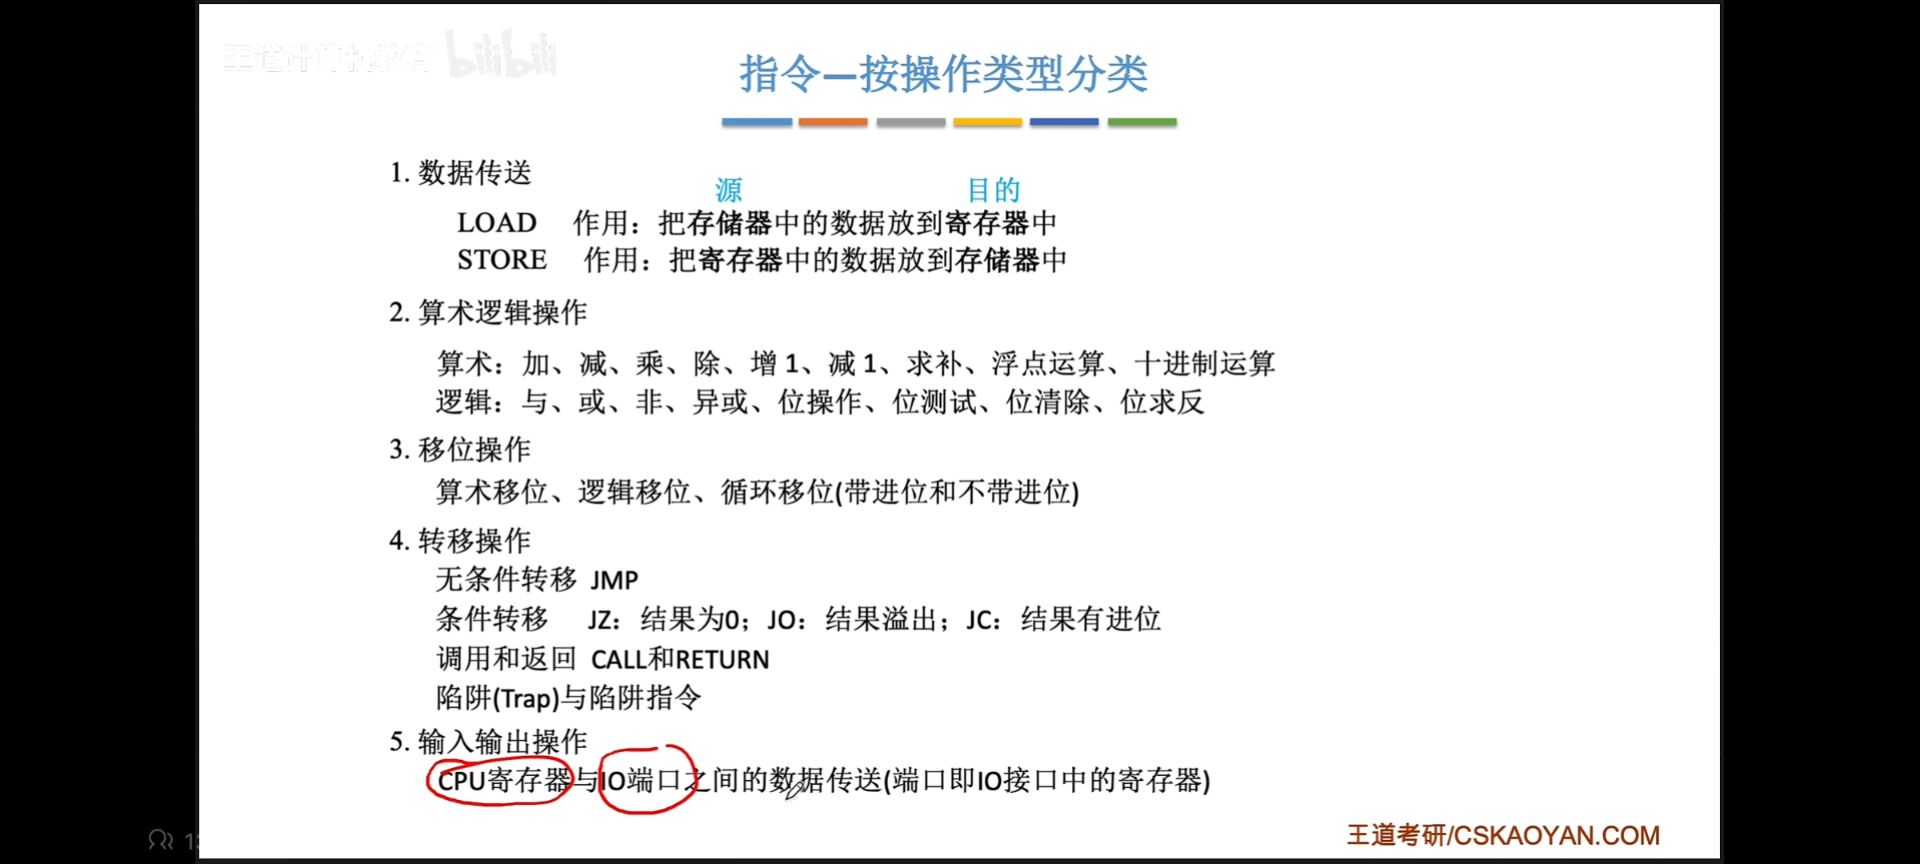 王道计算机教育 bilibili
指令—按操作类型分类
1. 数据传送
源 目的
LOAD 作用：把存储器中的数据放到寄存器中
STORE 作用：把寄存器中的数据放到存储器中
2. 算术逻辑操作
算术：加、减、乘、除、增 1、减 1、求补、浮点运算、十进制运算
逻辑：与、或、非、异或、位操作、位测试、位清除、位求反
3. 移位操作
算术移位、逻辑移位、循环移位(带进位和不带进位)
4. 转移操作
无条件转移 JMP
条件转移 JZ：结果为0；JO：结果溢出；JC：结果有进位
调用和返回 CALL和RETURN
陷阱(Trap)与陷阱指令
5. 输入输出操作
CPU寄存器与IO端口之间的数据传送(端口即IO接口中的寄存器)
王道考研/CSKAOYAN.COM